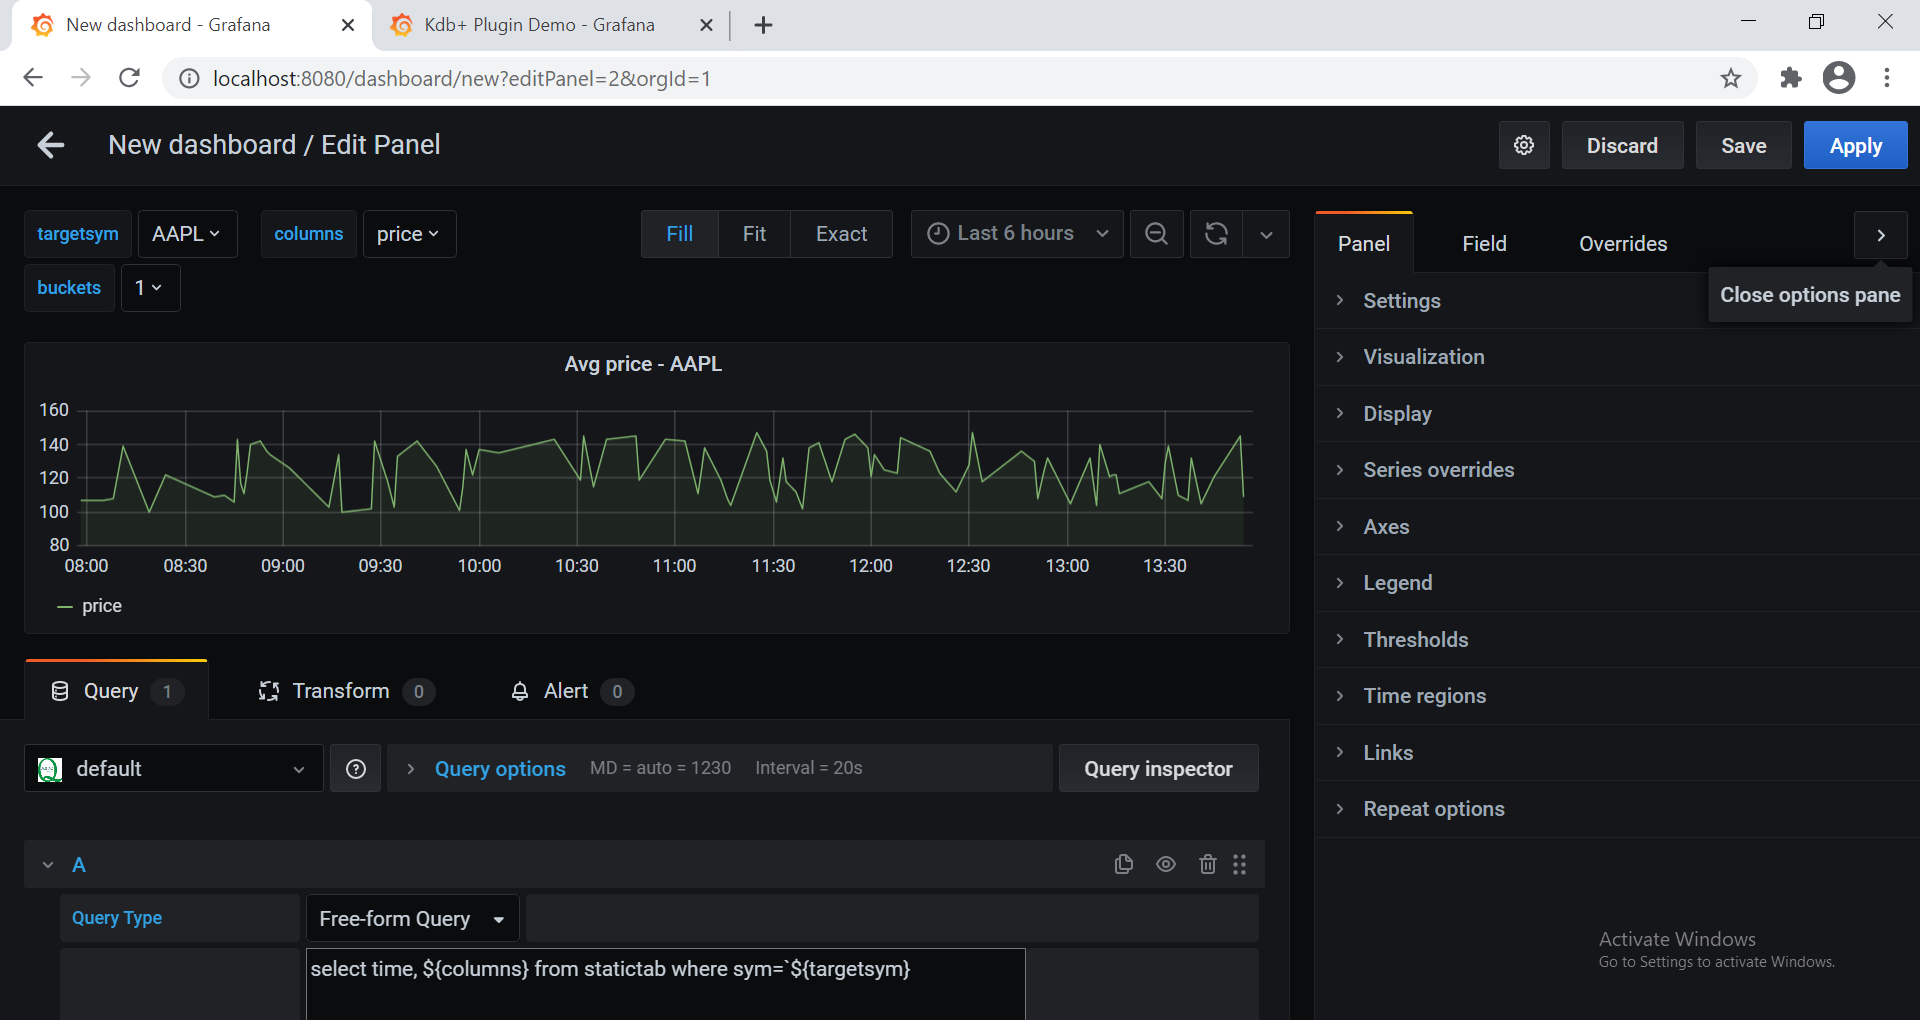 New dashboard - Grafana
Kdb+ Plugin Demo - Grafana
localhost:8080/dashboard/new?editPanel=2&orgId=1
New dashboard / Edit Panel
Discard
Save
Apply
targetsym AAPL columns price
Fill Fit Exact
Last 6 hours
buckets 1
Panel Field Overrides
Close options pane
Settings
Visualization
Display
Series overrides
Axes
Legend
Thresholds
Time regions
Links
Repeat options
Avg price - AAPL
160
140
120
100
80
08:00 08:30 09:00 09:30 10:00 10:30 11:00 11:30 12:00 12:30 13:00 13:30
price
Query 1 Transform 0 Alert 0
default
Query options MD = auto = 1230 Interval = 20s
Query inspector
A
Query Type Free-form Query
select time, ${columns} from statictab where sym=`${targetsym}
Activate Windows
Go to Settings to activate Windows.